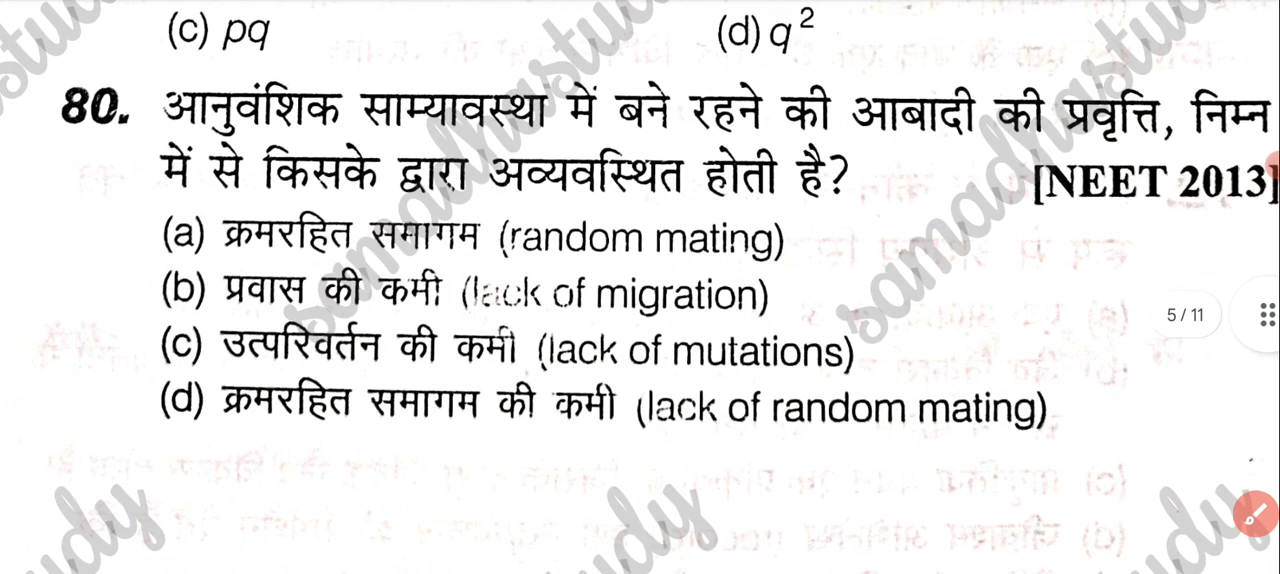 (c) pq (d) q²
80. आनुवंशिक साम्यावस्था में बने रहने की आबादी की प्रवृत्ति, निम्न
में से किसके द्वारा अव्यवस्थित होती है? [NEET 2013]
(a) क्रमरहित समागम (random mating)
(b) प्रवास की कमी (lack of migration)
(c) उत्परिवर्तन की कमी (lack of mutations)
5 / 11
(d) क्रमरहित समागम की कमी (lack of random mating)
samadhastudy
samadhastudy